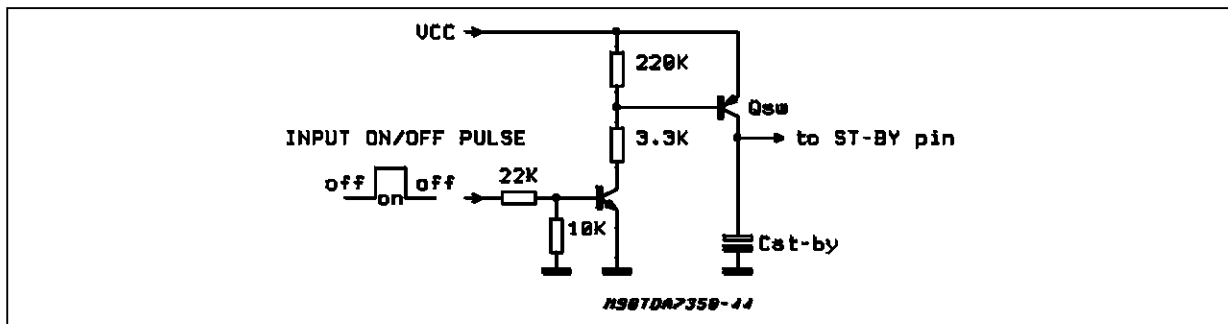 VCC
220K
Qsw
INPUT ON/OFF PULSE
3.3K
to ST-BY pin
off on off
22K
10K
Cst-by
M90TDA7350-44